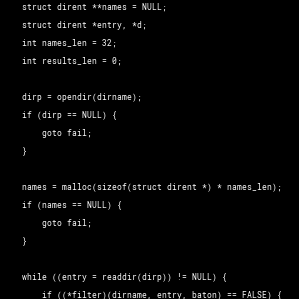 struct dirent **names = NULL;
struct dirent *entry, *d;
int names_len = 32;
int results_len = 0;
dirp = opendir(dirname);
if (dirp == NULL) {
goto fail;
}
names = malloc(sizeof(struct dirent *) * names_len);
if (names == NULL) {
goto fail;
}
while ((entry = readdir(dirp)) != NULL) {
if ((*filter)(dirname, entry, baton) == FALSE) {